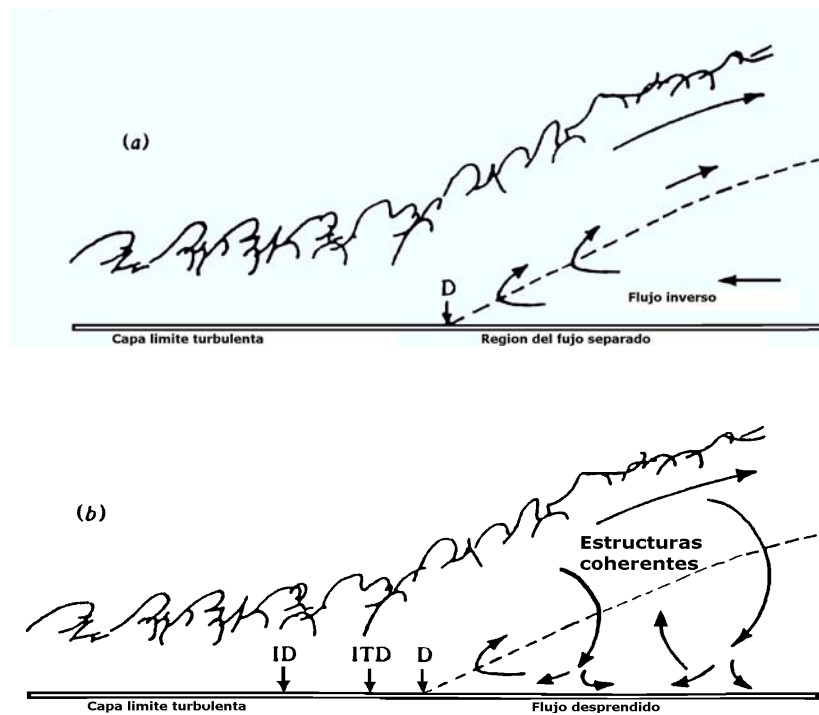 (a)
D
Flujo inverso
Capa limite turbulenta
Region del fujo separado
(b)
Estructuras
coherentes
ID
ITD
D
Capa limite turbulenta
Flujo desprendido